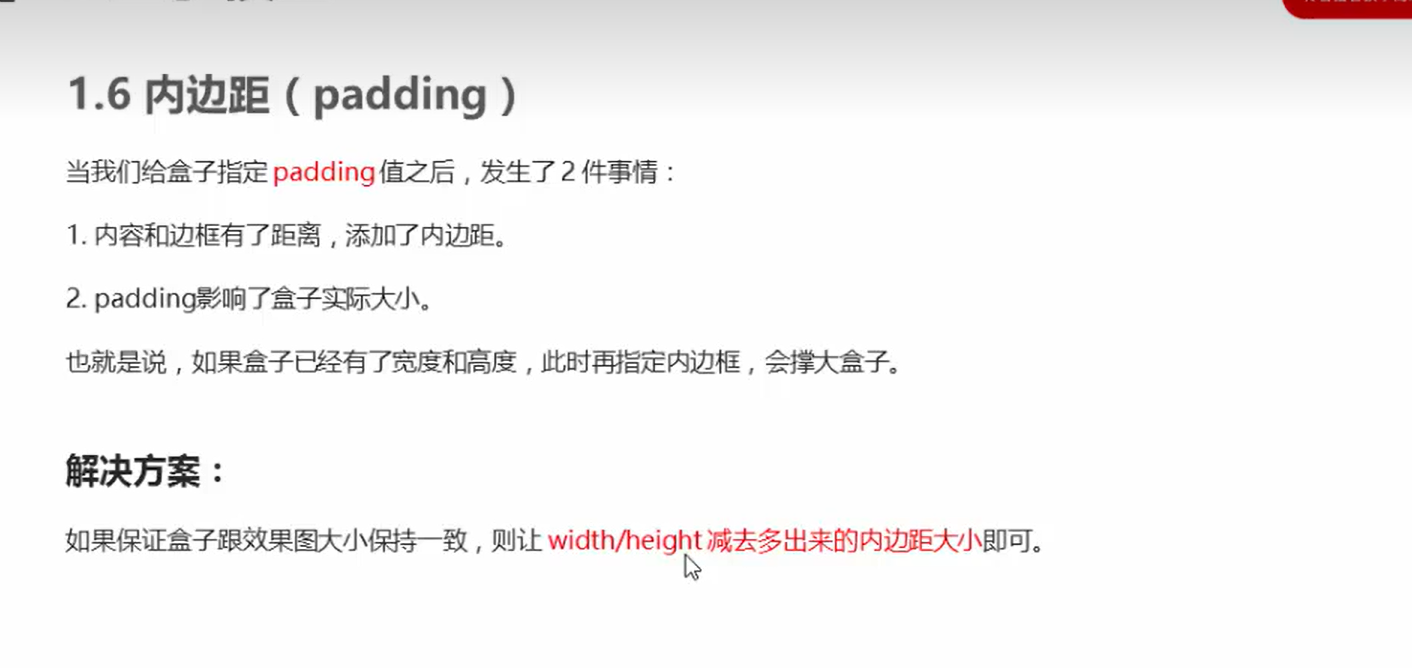 1.6 内边距（padding）
当我们给盒子指定 padding 值之后，发生了 2 件事情：
1. 内容和边框有了距离，添加了内边距。
2. padding影响了盒子实际大小。
也就是说，如果盒子已经有了宽度和高度，此时再指定内边框，会撑大盒子。
解决方案：
如果保证盒子跟效果图大小保持一致，则让 width/height 减去多出来的内边距大小即可。